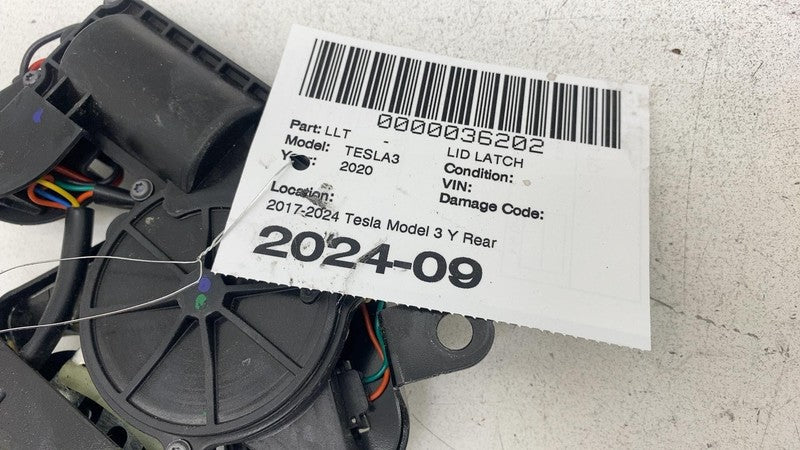 0000036202
Part: LLT LID LATCH
Model: TESLA3 Condition:
Year: 2020 VIN:
Damage Code:
Location:
2017-2024 Tesla Model 3 Y Rear
2024-09